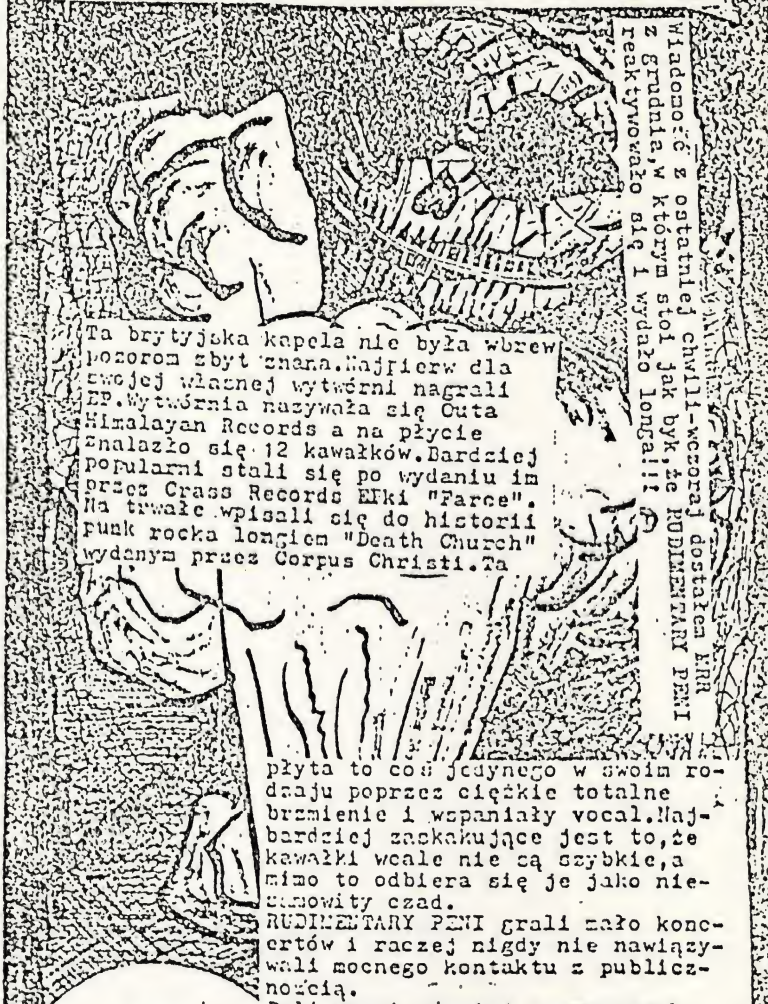 Ta brytyjska kapela nie była wbrew
pozorom zbyt znana.Najpierw dla
swojej własnej wytwórni nagrali
EP.Wytwórnia nazywała się Outa
Himalayan Records a na płycie
znalazło się 12 kawałków.Bardziej
popularni stali się po wydaniu im
przez Crass Records EPki "Farce".
Na trwałe wpisali się do historii
punk rocka longiem "Death Church"
wydanym przez Corpus Christi.Ta
płyta to coś jedynego w swoim ro-
dzaju poprzez ciężkie totalne
brzmienie i wspaniały vocal.Naj-
bardziej zaskakujące jest to,że
kawałki wcale nie są szybkie,a
mimo to odbiera się je jako nie-
samowity czad.
RUDIMENTARY PENI grali mało konc-
ertów i raczej nigdy nie nawiązy-
wali mocnego kontaktu z publicz-
nością.
wiadomość z ostatniej chwili-wczoraj dostałem MRR
z grudnia,w którym stoi jak byk,że RUDIMENTARY PENI
reaktywowało się i wydało longa!!!